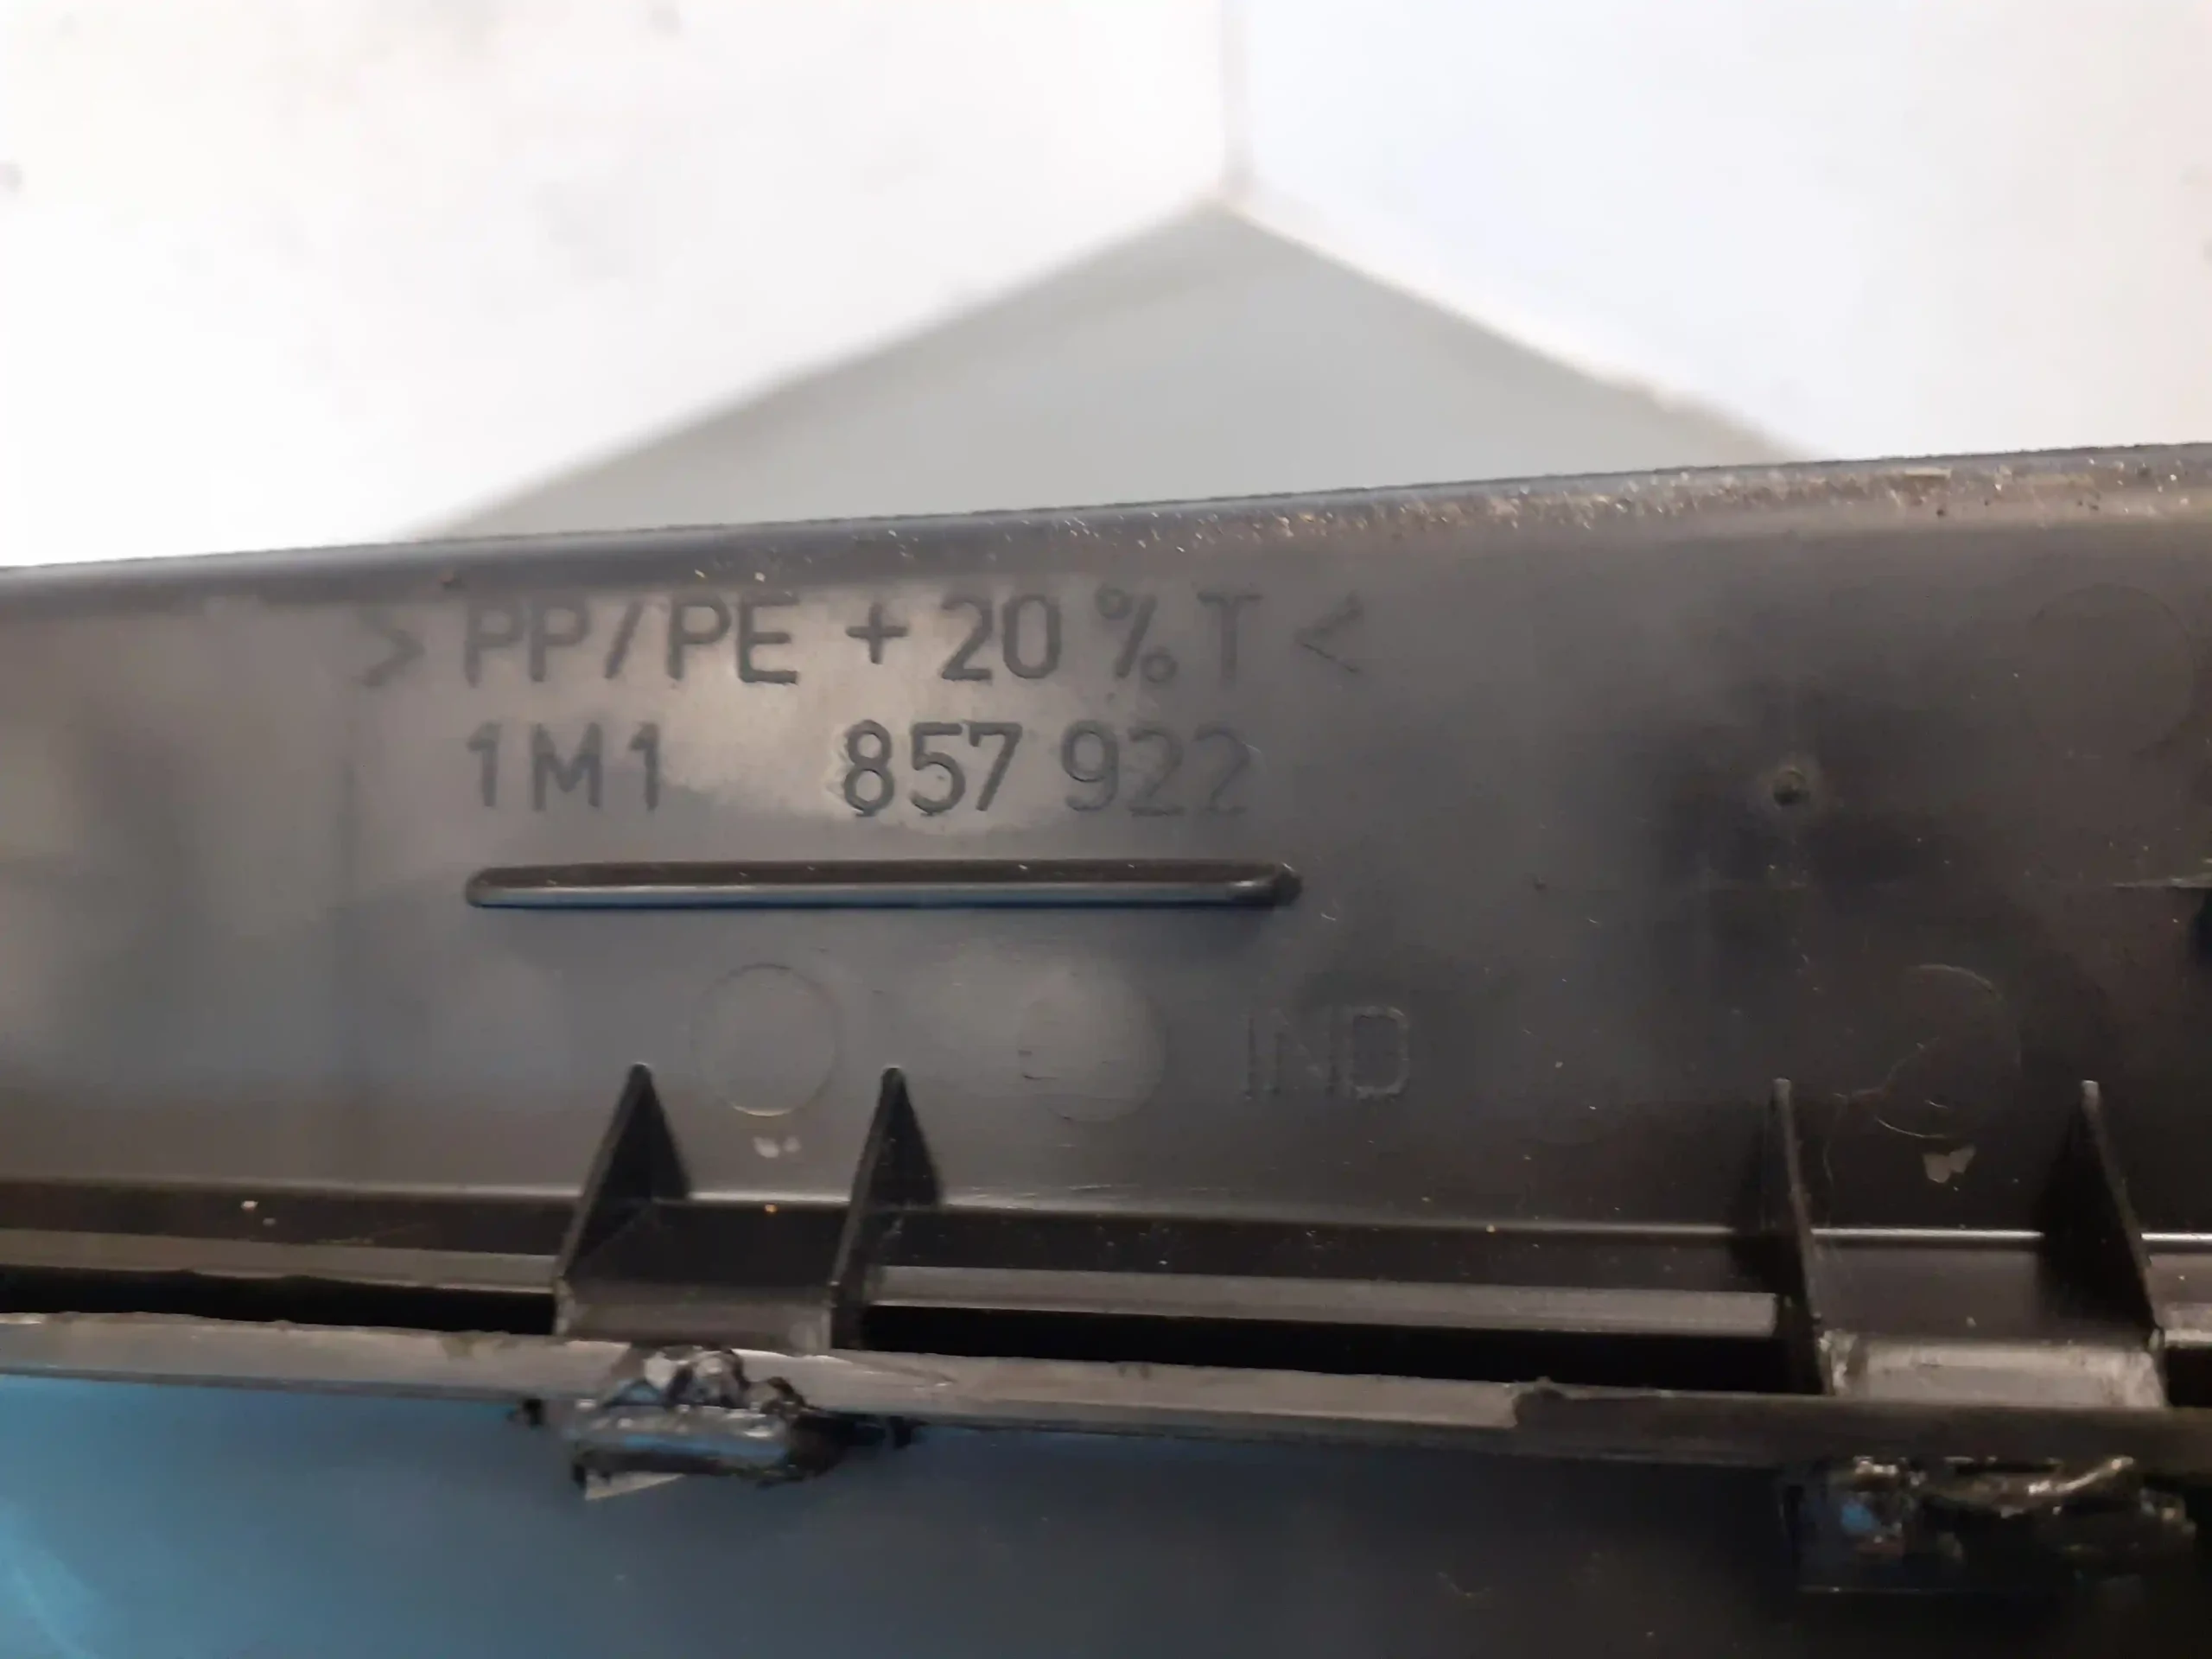 > PP/PE + 20 % T <
1M1 857 922
IND